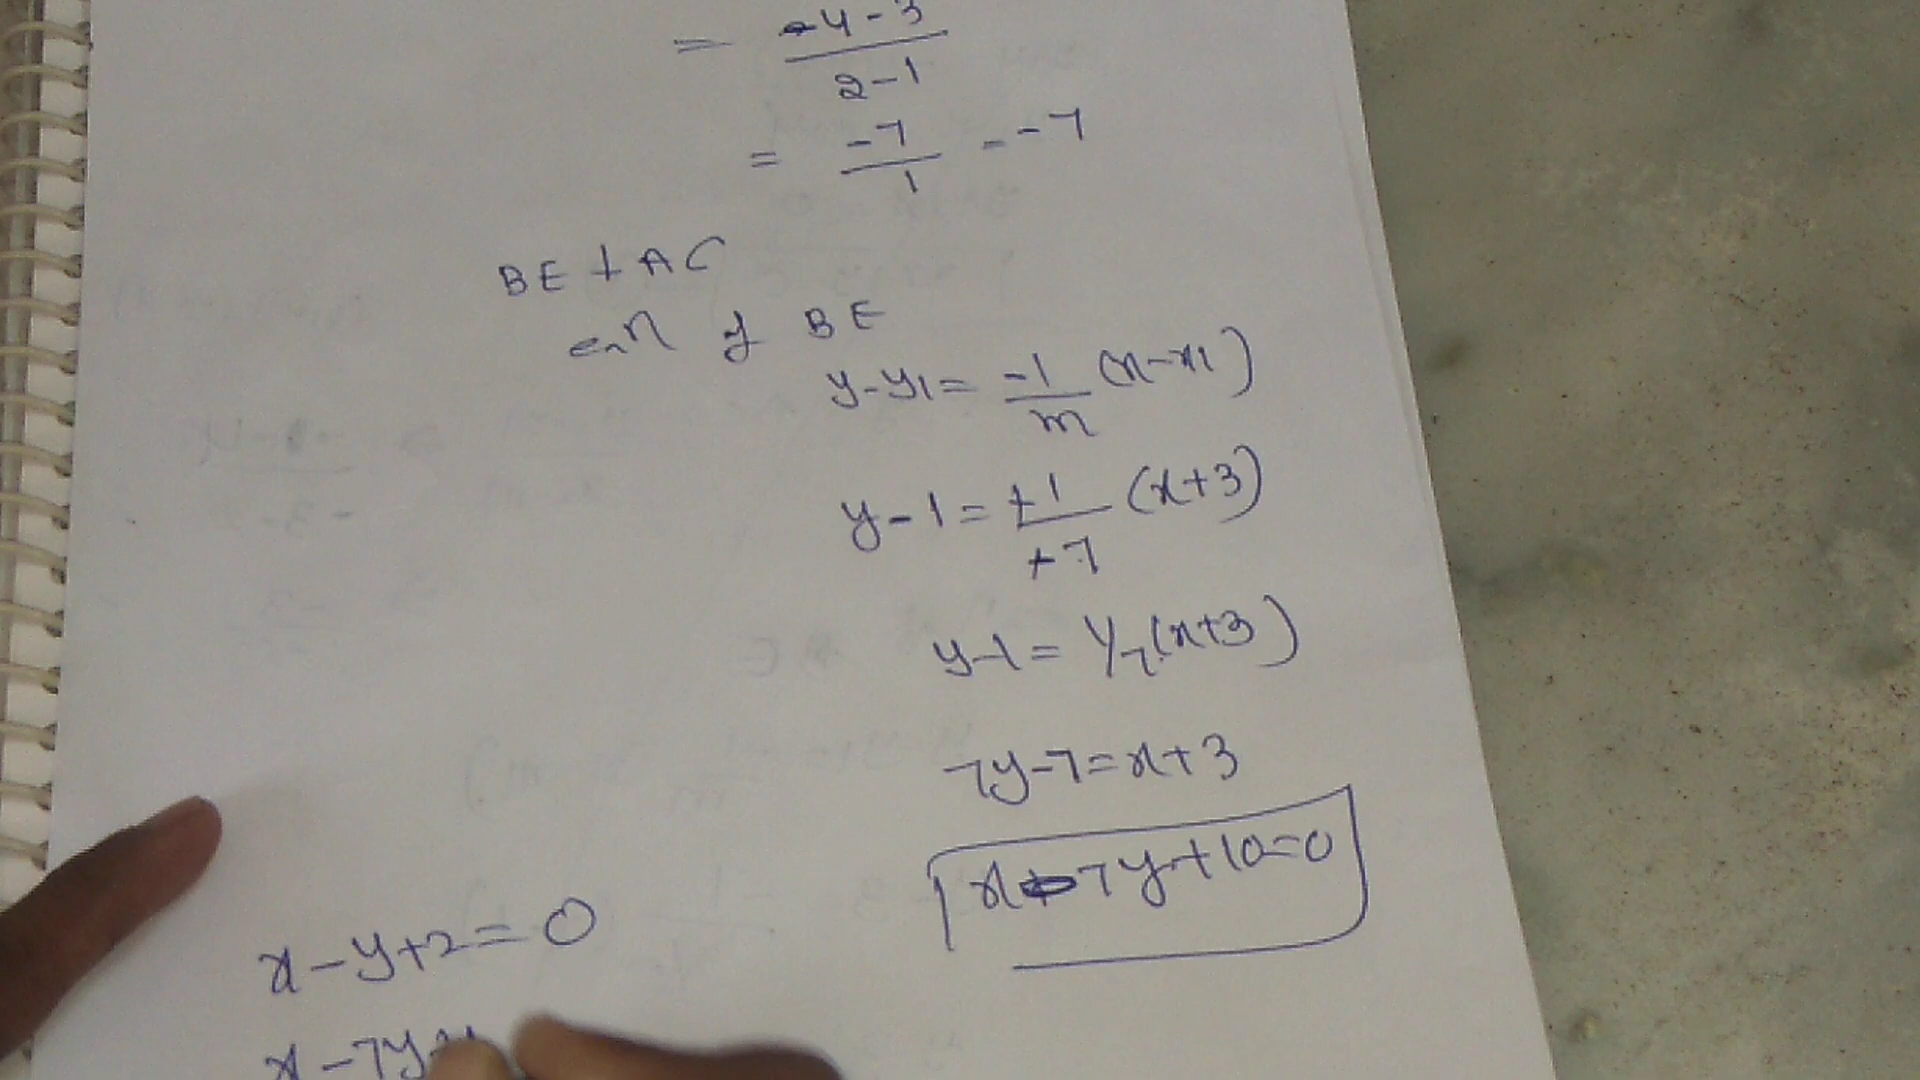 = -4-3 / 2-1
= -7 / 1 = -7
BE ⊥ AC
eqn of BE
y-y1 = -1/m (x-x1)
y-1 = +1/+7 (x+3)
y-1 = 1/7 (x+3)
7y-7=x+3
x-7y+10=0
x-y+2=0
x-7y+